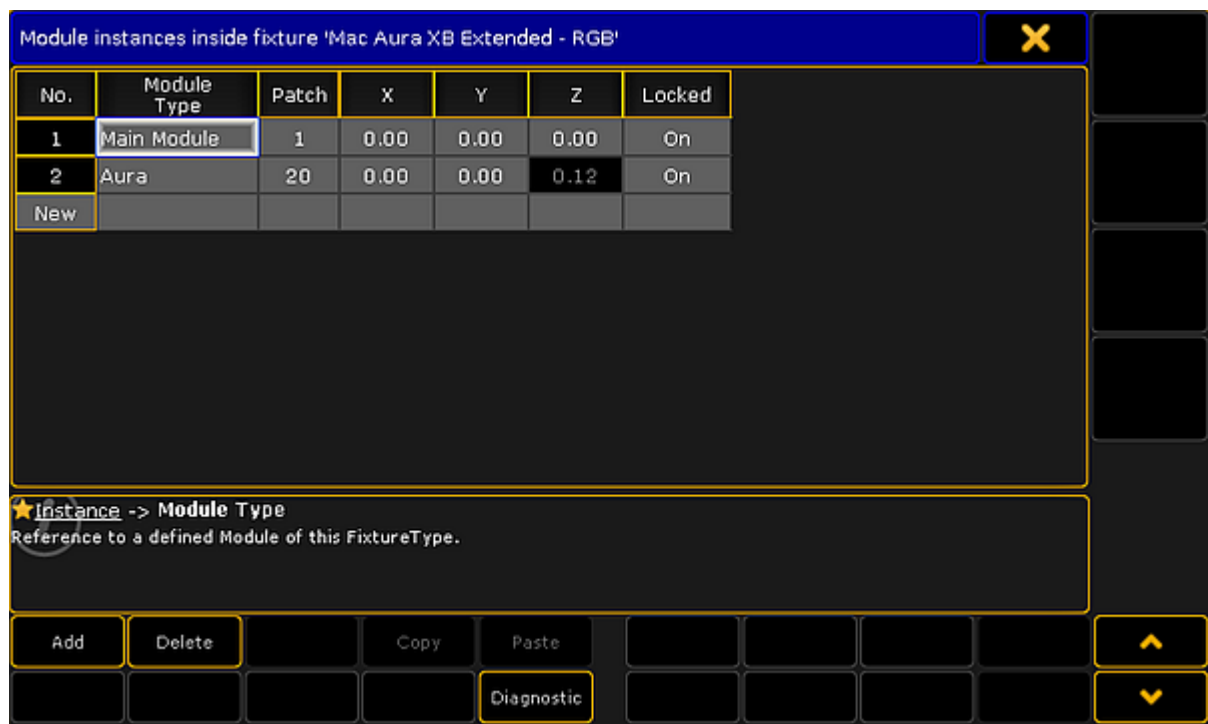 Module instances inside fixture 'Mac Aura XB Extended - RGB'
No. Module Type Patch X Y Z Locked
1 Main Module 1 0.00 0.00 0.00 On
2 Aura 20 0.00 0.00 0.12 On
New
Instance -> Module Type
Reference to a defined Module of this FixtureType.
Add Delete Copy Paste
Diagnostic